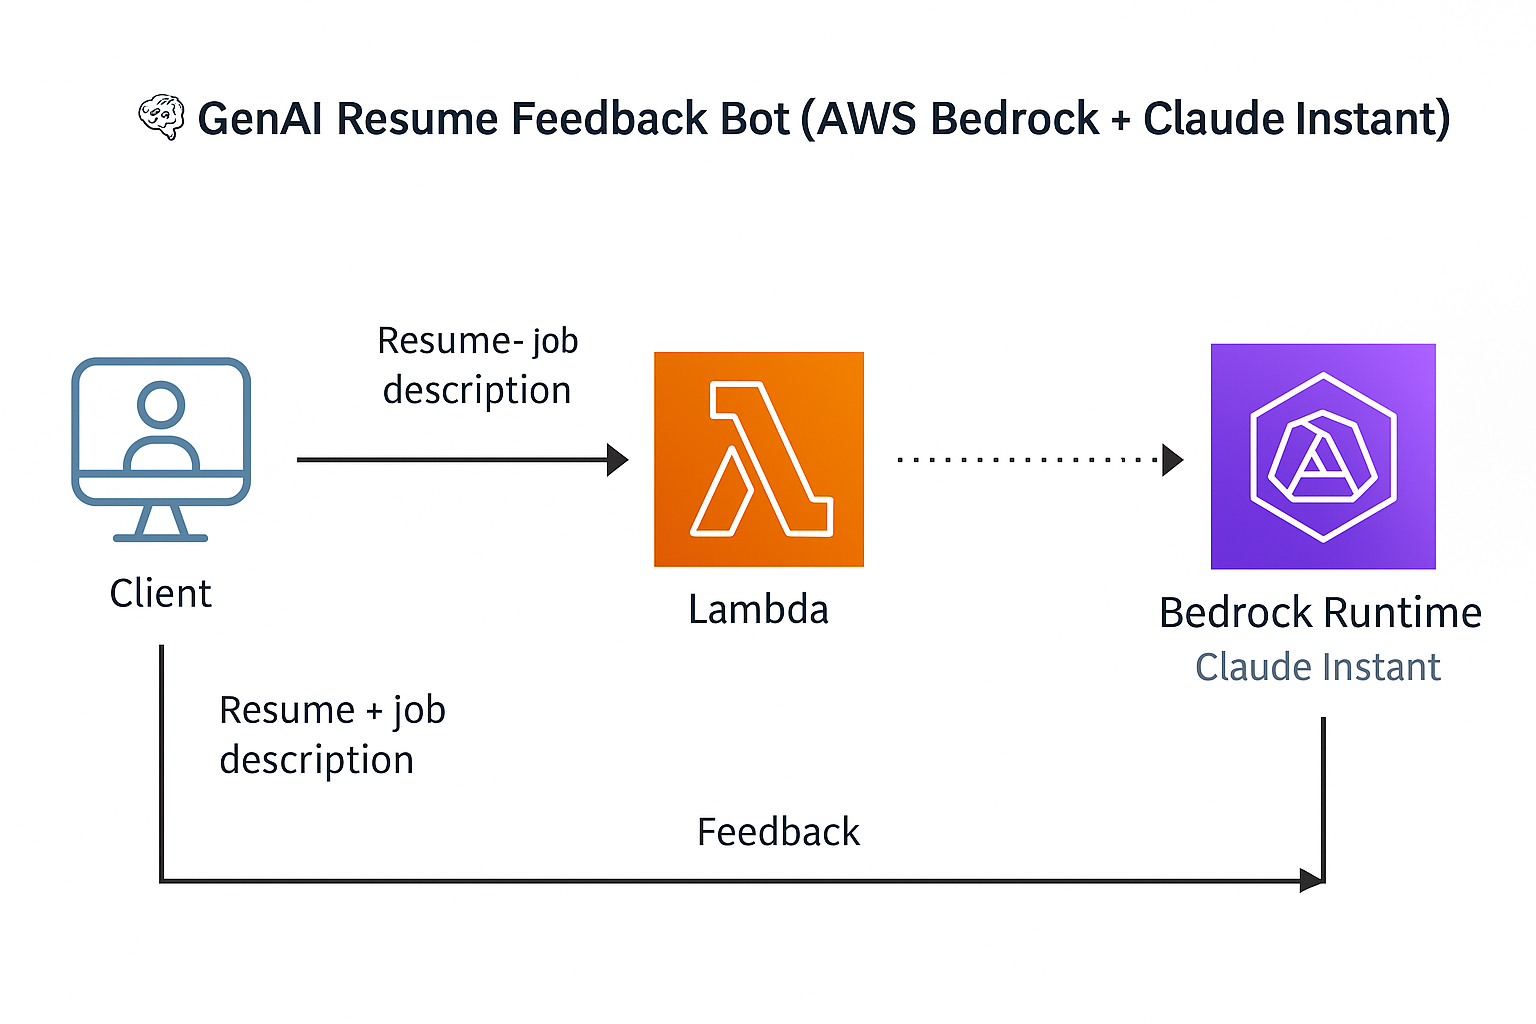 GenAI Resume Feedback Bot (AWS Bedrock + Claude Instant)
Resume- job
description
Client
Lambda
Bedrock Runtime
Claude Instant
Resume + job
description
Feedback